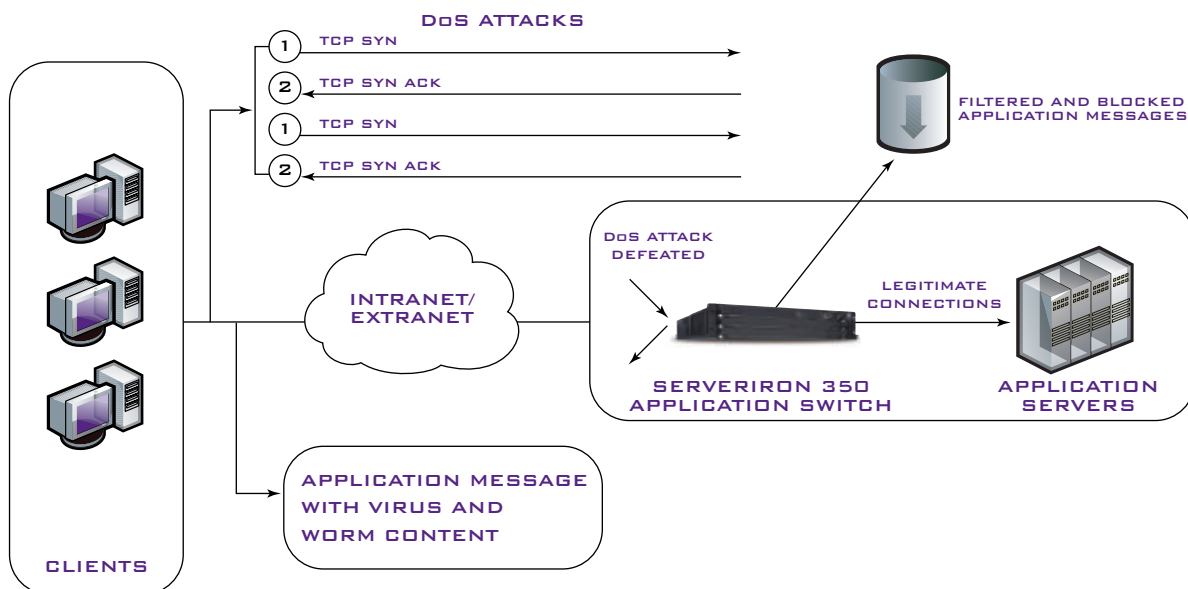 DoS ATTACKS
1 TCP SYN
2 TCP SYN ACK
1 TCP SYN
2 TCP SYN ACK
FILTERED AND BLOCKED
APPLICATION MESSAGES
DoS ATTACK
DEFEATED
INTRANET/
EXTRANET
LEGITIMATE
CONNECTIONS
SERVERIRON 350
APPLICATION SWITCH
APPLICATION
SERVERS
APPLICATION MESSAGE
WITH VIRUS AND
WORM CONTENT
CLIENTS